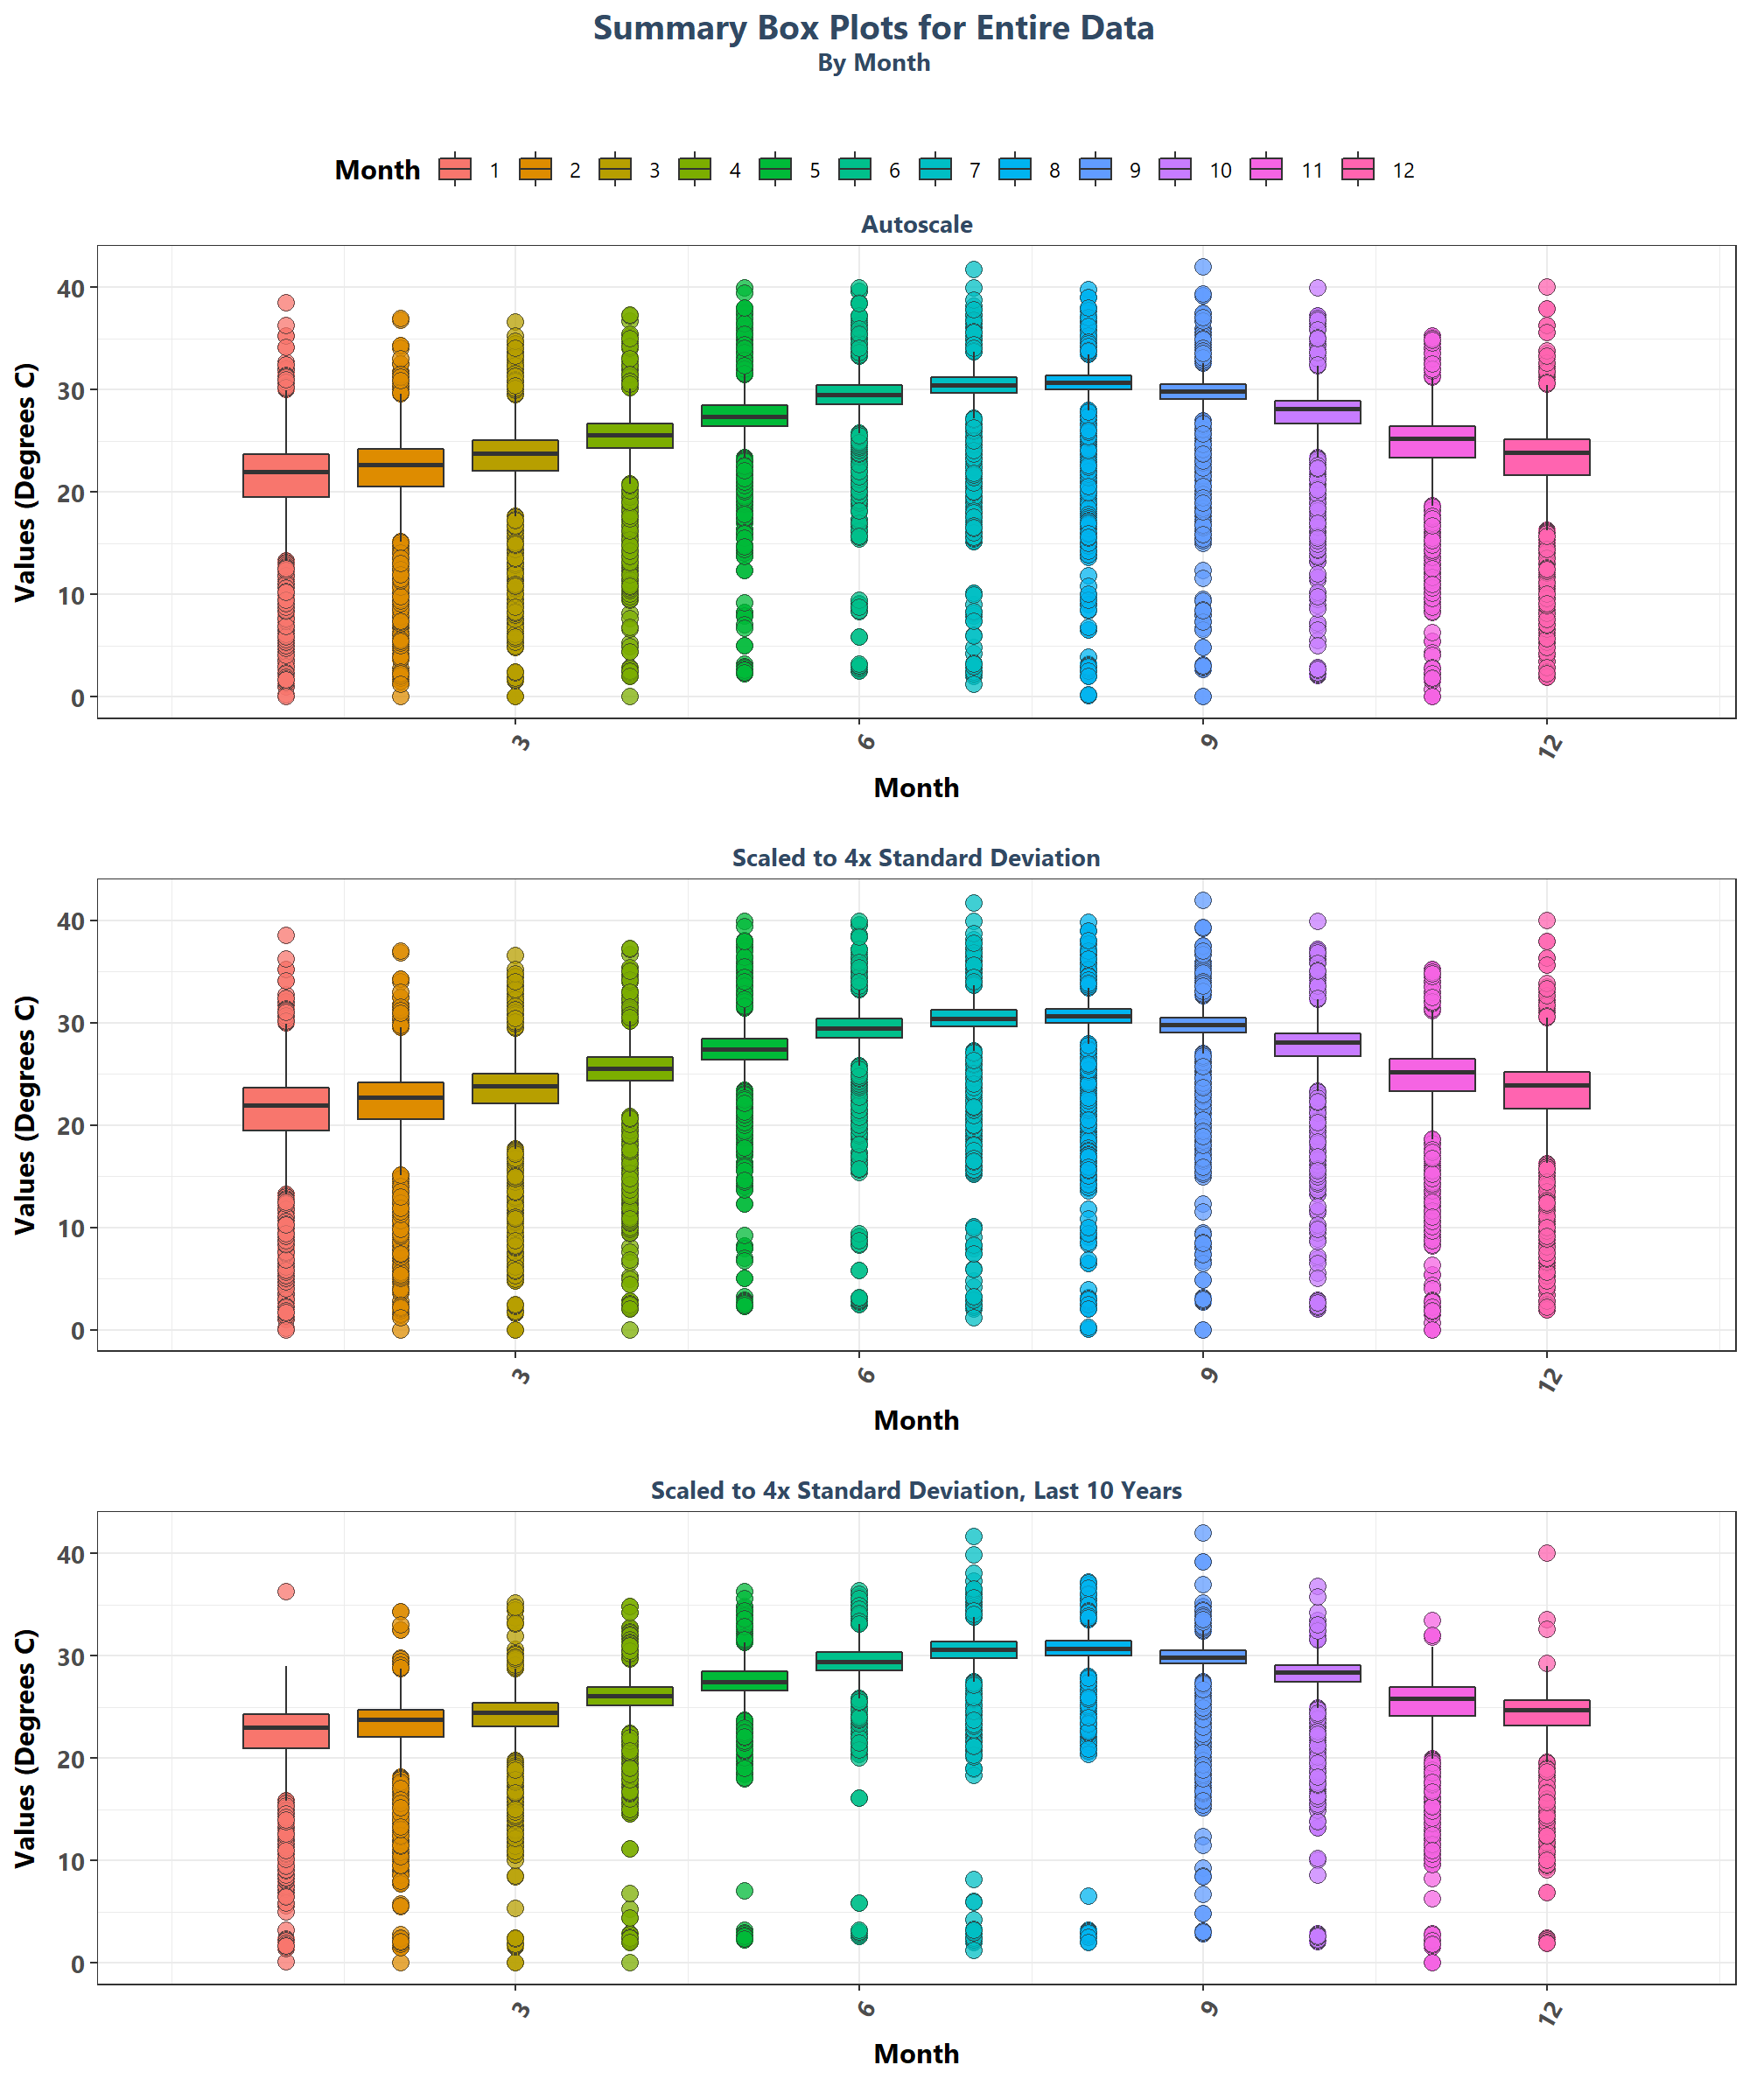 Summary Box Plots for Entire Data
By Month
Month 1 2 3 4 5 6 7 8 9 10 11 12
Autoscale
Values (Degrees C)
40
30
20
10
0
3 6 9 12
Month
Scaled to 4x Standard Deviation
Values (Degrees C)
40
30
20
10
0
3 6 9 12
Month
Scaled to 4x Standard Deviation, Last 10 Years
Values (Degrees C)
40
30
20
10
0
3 6 9 12
Month